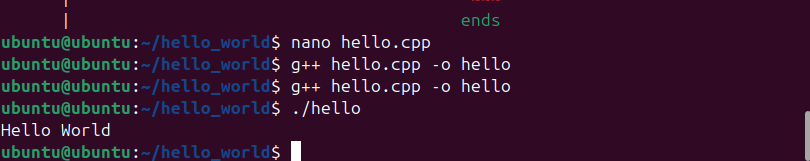 |
| ends
ubuntu@ubuntu:~/hello_world$ nano hello.cpp
ubuntu@ubuntu:~/hello_world$ g++ hello.cpp -o hello
ubuntu@ubuntu:~/hello_world$ g++ hello.cpp -o hello
ubuntu@ubuntu:~/hello_world$ ./hello
Hello World
ubuntu@ubuntu:~/hello_world$